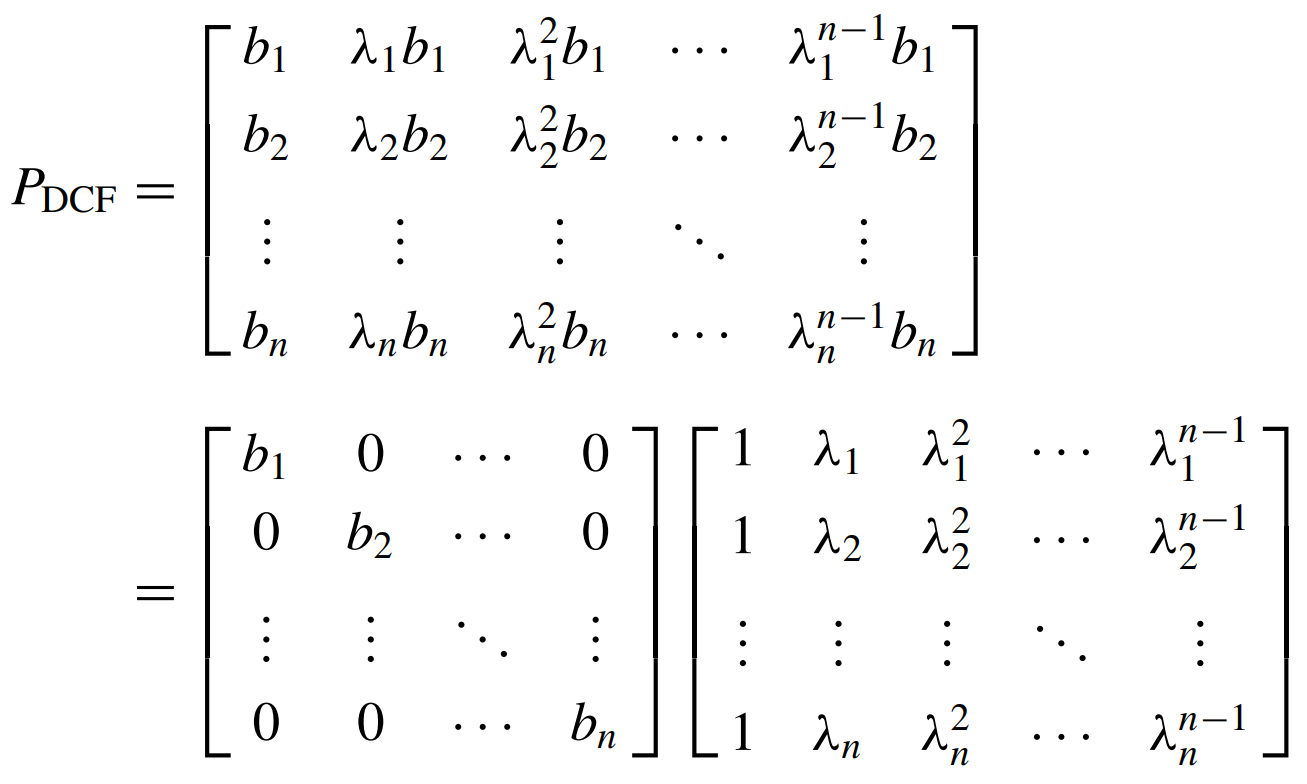 P_DCF = [ b_1 λ_1b_1 λ_1^2b_1 ⋯ λ_1^{n−1}b_1
b_2 λ_2b_2 λ_2^2b_2 ⋯ λ_2^{n−1}b_2
⋮ ⋮ ⋮ ⋱ ⋮
b_n λ_nb_n λ_n^2b_n ⋯ λ_n^{n−1}b_n ]
= [ b_1 0 ⋯ 0 ] [ 1 λ_1 λ_1^2 ⋯ λ_1^{n−1}
0 b_2 ⋯ 0 1 λ_2 λ_2^2 ⋯ λ_2^{n−1}
⋮ ⋮ ⋱ ⋮ ⋮ ⋮ ⋮ ⋱ ⋮
0 0 ⋯ b_n ] 1 λ_n λ_n^2 ⋯ λ_n^{n−1} ]